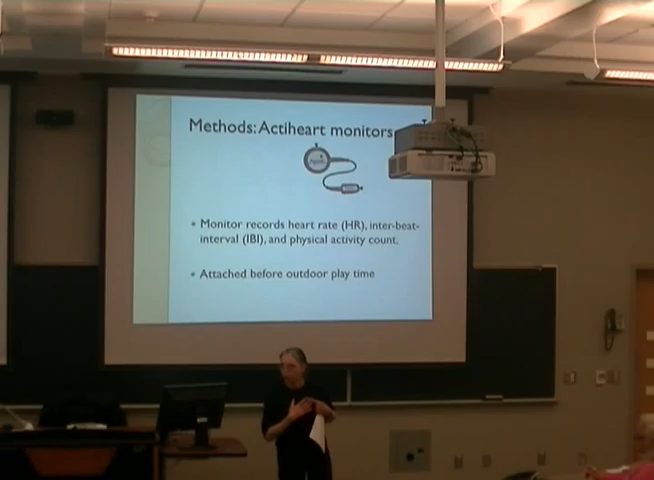 Methods: Actiheart monitors
• Monitor records heart rate (HR), inter-beat-
interval (IBI), and physical activity count.
• Attached before outdoor play time